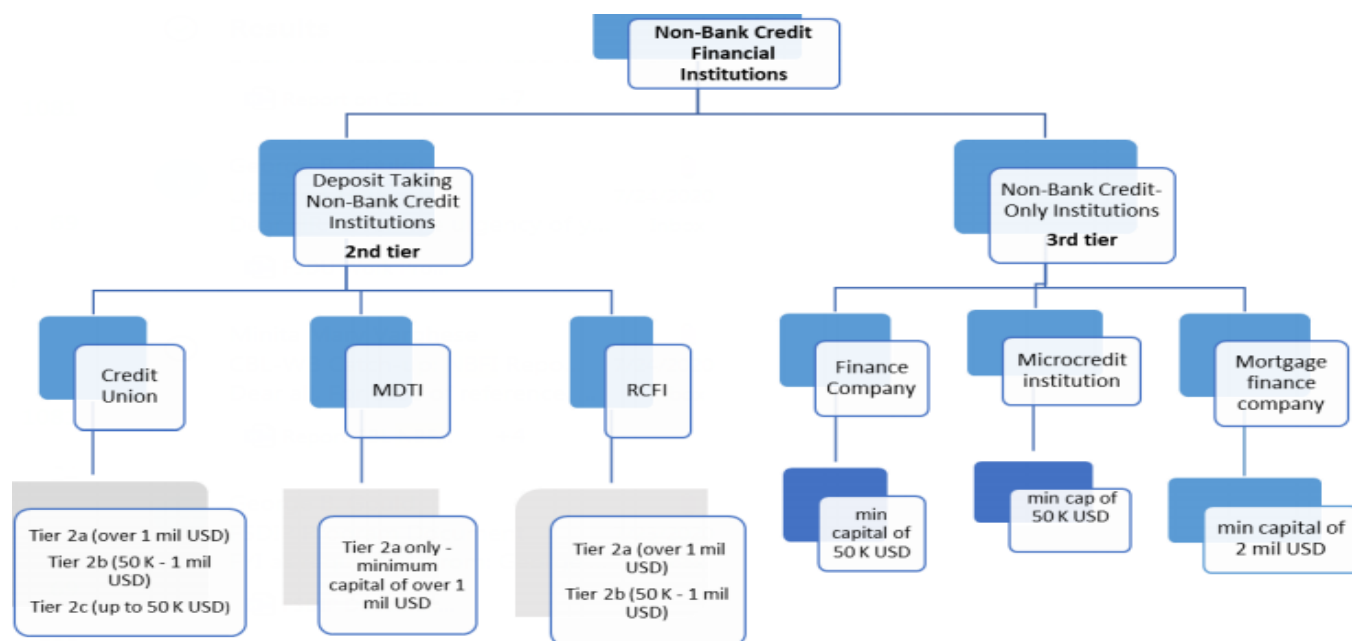 Non-Bank Credit
Financial
Institutions
Deposit Taking
Non-Bank Credit
Institutions
2nd tier
Non-Bank Credit-
Only Institutions
3rd tier
Credit
Union
MDTI
RCFI
Finance
Company
Microcredit
institution
Mortgage
finance
company
Tier 2a (over 1 mil USD)
Tier 2b (50 K - 1 mil
USD)
Tier 2c (up to 50 K USD)
Tier 2a only -
minimum
capital of over 1
mil USD
Tier 2a (over 1 mil
USD)
Tier 2b (50 K - 1 mil
USD)
min
capital of
50 K USD
min cap of
50 K USD
min capital of
2 mil USD